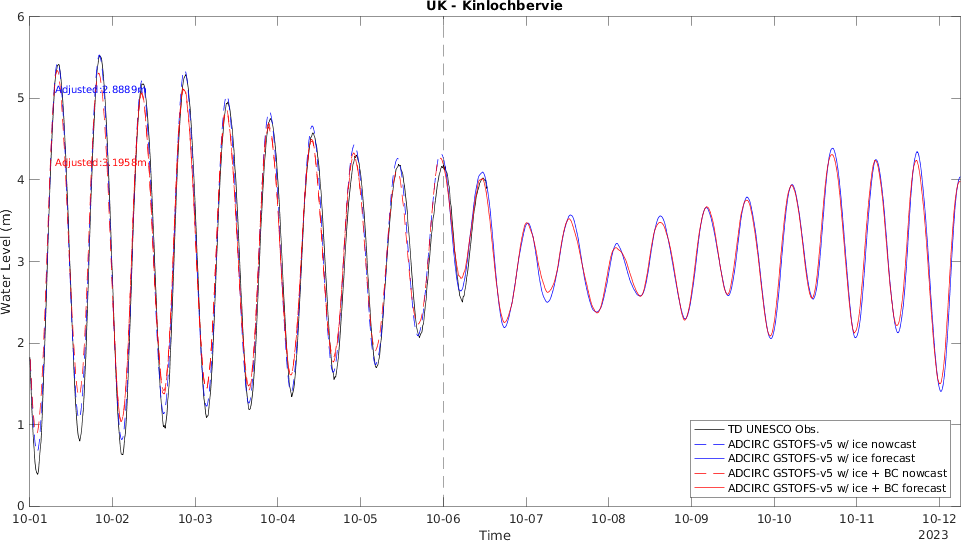 UK - Kinlochbervie
6
5
4
3
2
1
0
Water Level (m)
Adjusted:2.8889m
Adjusted:3.1958m
TD UNESCO Obs.
ADCIRC GSTOFS-v5 w/ ice nowcast
ADCIRC GSTOFS-v5 w/ ice forecast
ADCIRC GSTOFS-v5 w/ ice + BC nowcast
ADCIRC GSTOFS-v5 w/ ice + BC forecast
10-01 10-02 10-03 10-04 10-05 10-06 10-07 10-08 10-09 10-10 10-11 10-12
Time
2023